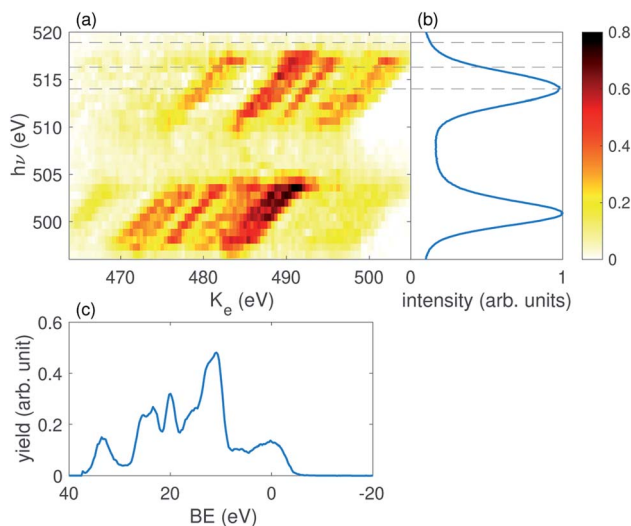 (a)
(b)
520
515
510
505
500
hν (eV)
470 480 490 500
K_e (eV)
0 1
intensity (arb. units)
0.8
0.6
0.4
0.2
0
(c)
0.6
0.4
0.2
0
yield (arb. unit)
40 20 0 -20
BE (eV)